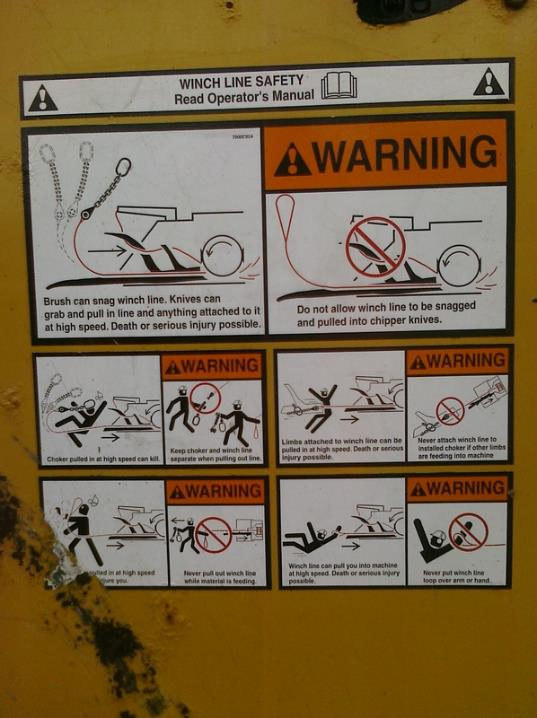 WINCH LINE SAFETY
Read Operator's Manual
WARNING
Brush can snag winch line. Knives can
grab and pull in line and anything attached to it
at high speed. Death or serious injury possible.
Do not allow winch line to be snagged
and pulled into chipper knives.
WARNING
Choker pulled in at high speed can kill.
Keep choker and winch line
separate when pulling out line.
WARNING
Limbs attached to winch line can be
pulled in at high speed. Death or serious
injury possible.
Never attach winch line to
installed choker if other limbs
are feeding into machine
WARNING
in at high speed
you.
Never pull out winch line
while material is feeding.
WARNING
Winch line can pull you into machine
at high speed. Death or serious injury
possible.
Never put winch line
loop over arm or hand.